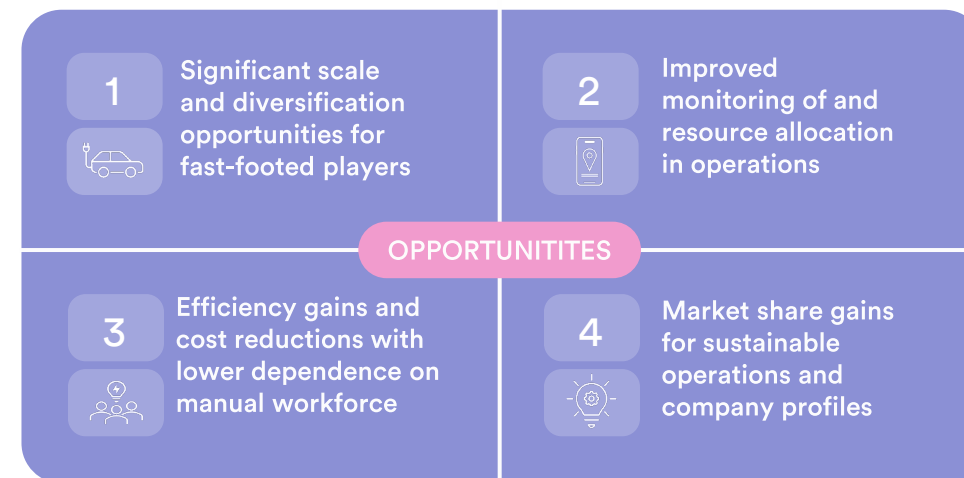 1
Significant scale
and diversification
opportunities for
fast-footed players
2
Improved
monitoring of and
resource allocation
in operations
OPPORTUNITITES
3
Efficiency gains and
cost reductions with
lower dependence on
manual workforce
4
Market share gains
for sustainable
operations and
company profiles